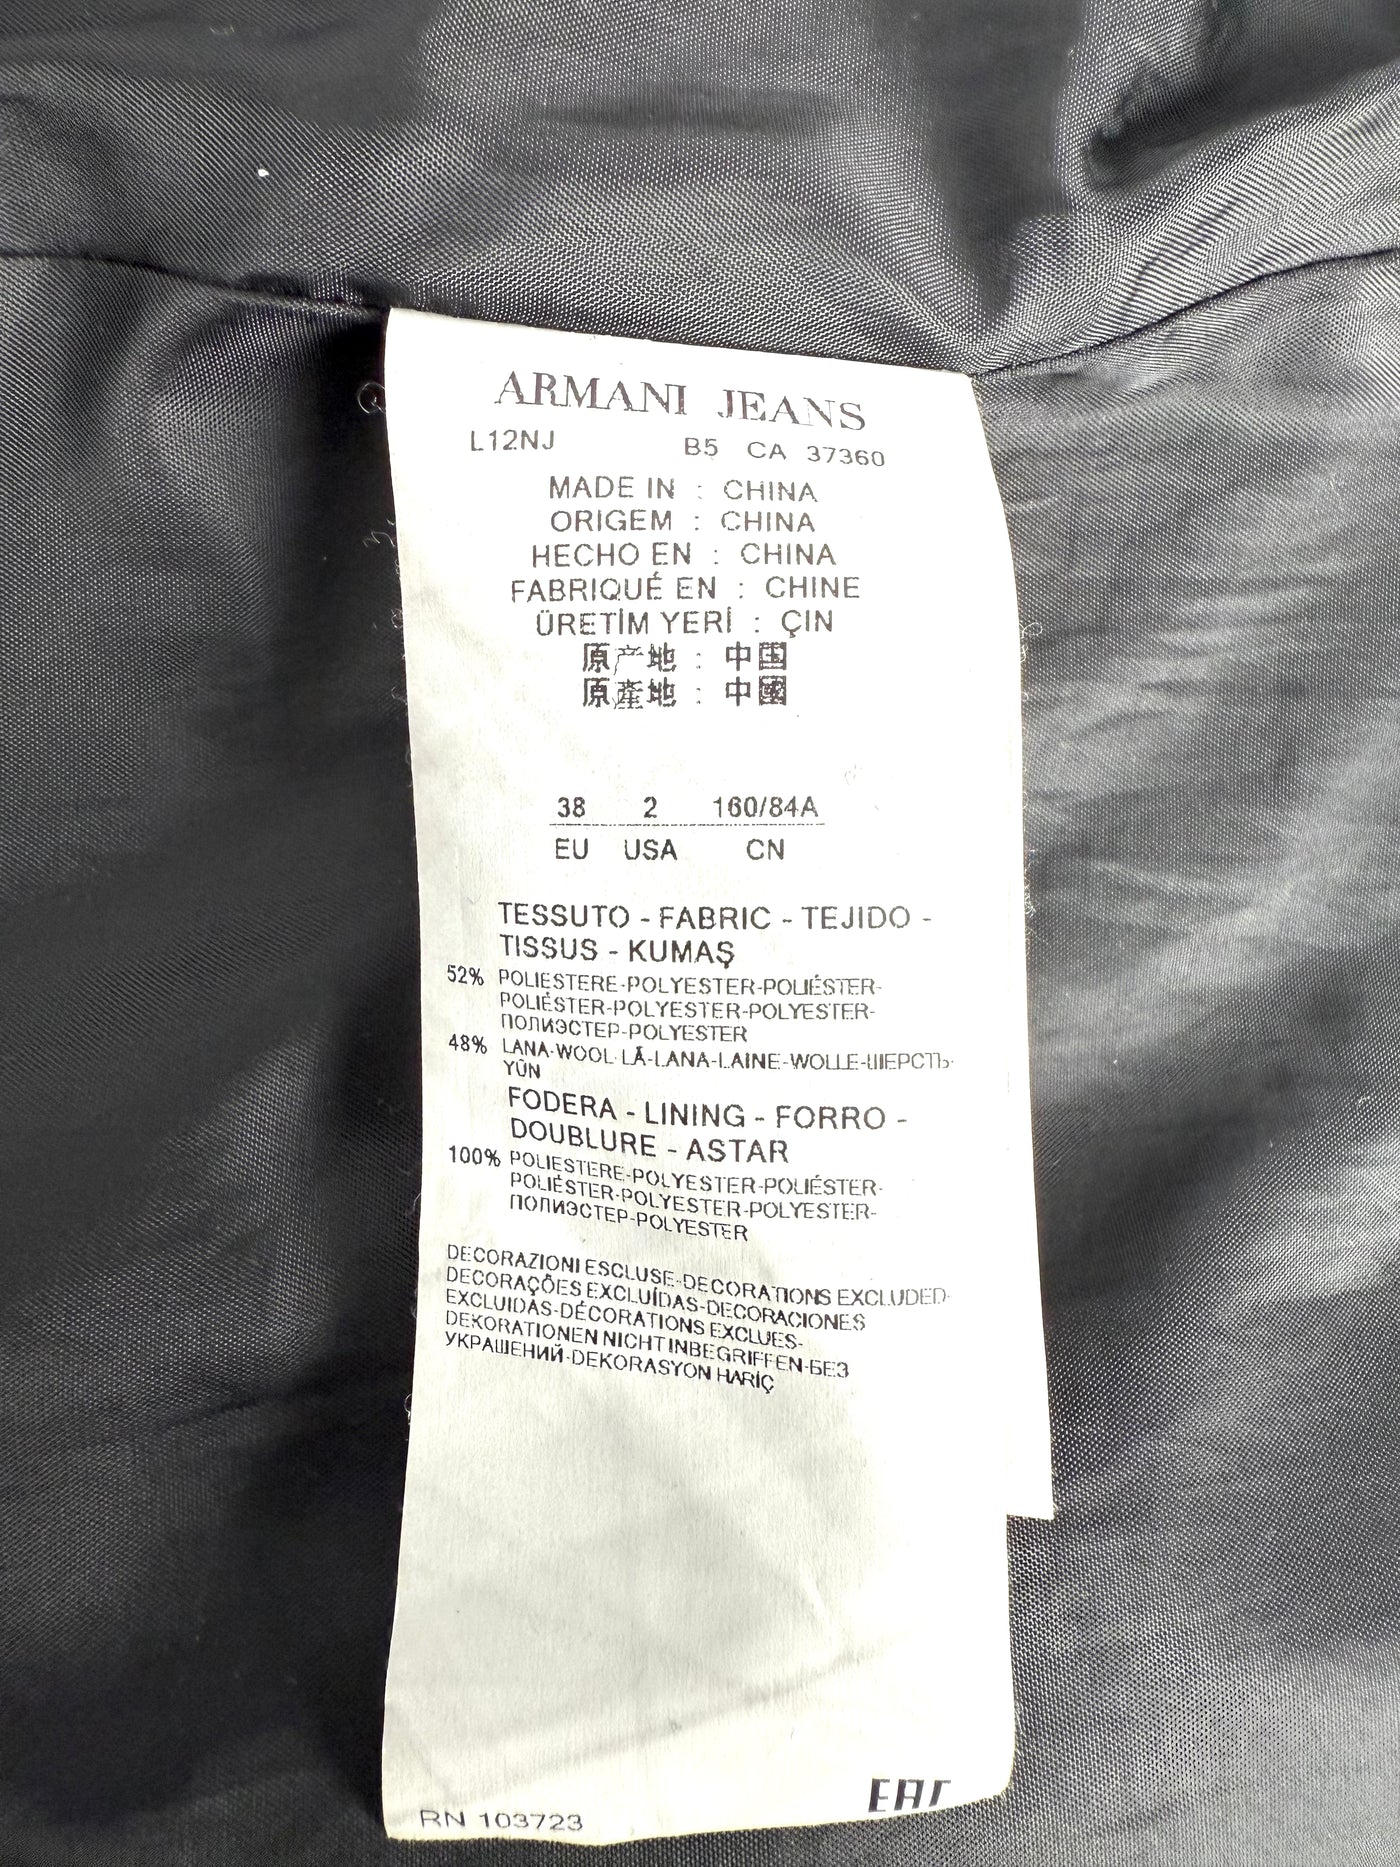 ARMANI JEANS
L12NJ B5 CA 37360
MADE IN : CHINA
ORIGEM : CHINA
HECHO EN : CHINA
FABRIQUÉ EN : CHINE
ÜRETİM YERİ : ÇIN
原产地 : 中国
原產地 : 中國
38 2 160/84A
EU USA CN
TESSUTO - FABRIC - TEJIDO -
TISSUS - KUMAŞ
52% POLIESTERE-POLYESTER-POLIÉSTER-
POLIÉSTER-POLYESTER-POLYESTER-
ПОЛИЭСТЕР-POLYESTER
48% LANA-WOOL-LÃ-LANA-LAINE-WOLLE-ШЕРСТЬ-
YÜN
FODERA - LINING - FORRO -
DOUBLURE - ASTAR
100% POLIESTERE-POLYESTER-POLIÉSTER-
POLIÉSTER-POLYESTER-POLYESTER-
ПОЛИЭСТЕР-POLYESTER
DECORAZIONI ESCLUSE-DECORATIONS EXCLUDED-
DECORAÇÕES EXCLUÍDAS-DECORACIONES
EXCLUIDAS-DÉCORATIONS EXCLUES-
DEKORATIONEN NICHT INBEGRIFFEN-БЕЗ
УКРАШЕНИЙ-DEKORASYON HARİÇ
EAC
RN 103723